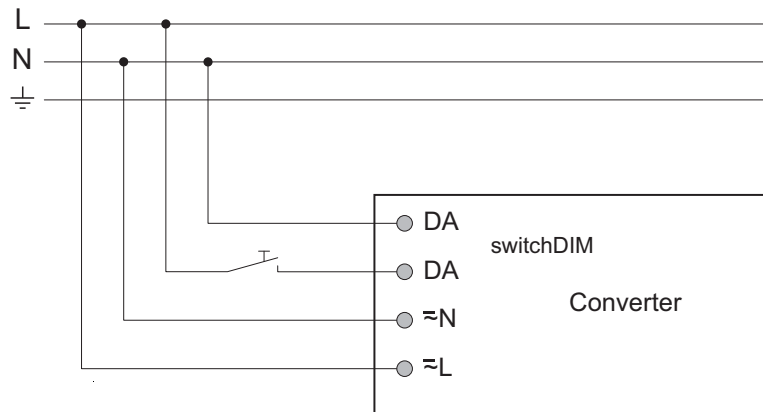 L
N
DA
switchDIM
DA
Converter
≂N
≂L